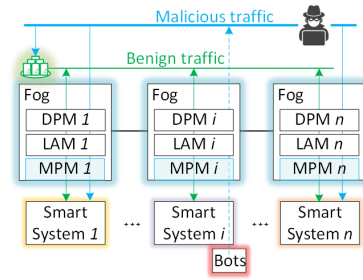 Malicious traffic
Benign traffic
Fog Fog Fog
DPM 1 DPM i DPM n
LAM 1 LAM i LAM n
MPM 1 MPM i MPM n
Smart System 1
... Smart System i
... Smart System n
Bots